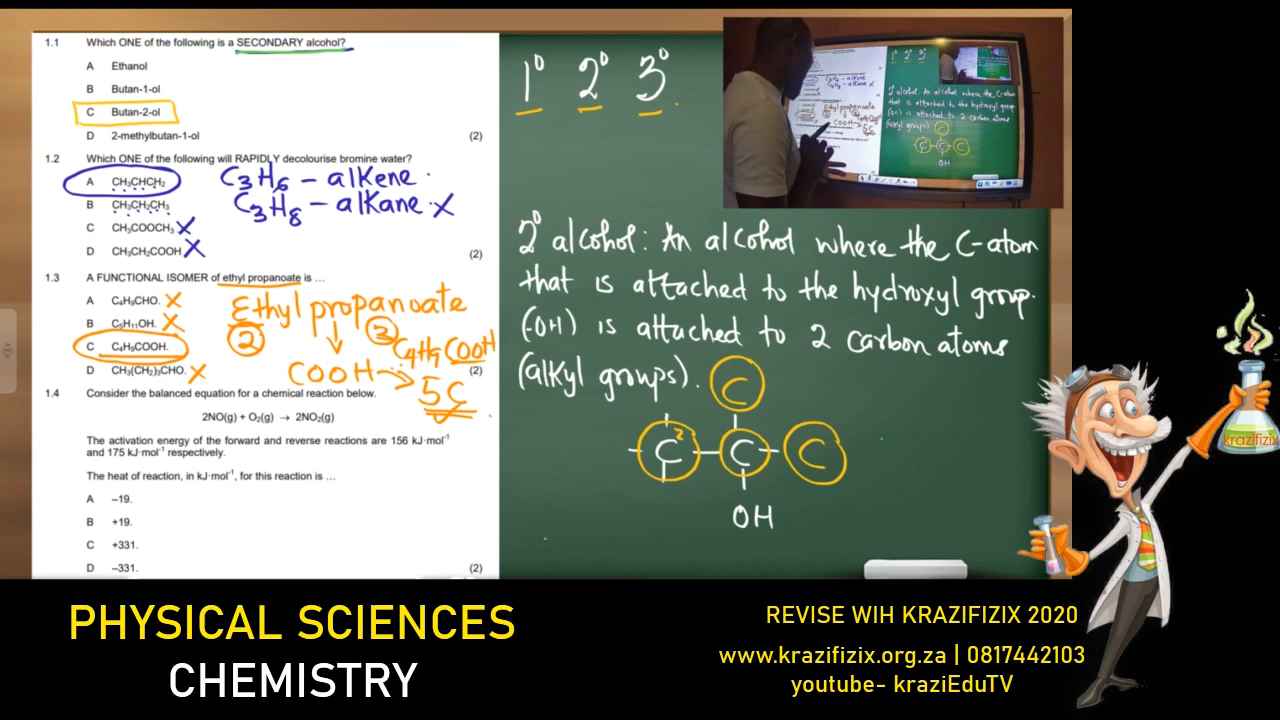 1.1 Which ONE of the following is a SECONDARY alcohol?
A Ethanol
B Butan-1-ol
C Butan-2-ol
D 2-methylbutan-1-ol (2)
1.2 Which ONE of the following will RAPIDLY decolourise bromine water?
A CH₃CHCH₂
B CH₃CH₂CH₃
C CH₃COOCH₃ X
D CH₃CH₂COOH X (2)
C₃H₆ – alkene.
C₃H₈ – alkane X
1.3 A FUNCTIONAL ISOMER of ethyl propanoate is ...
A C₄H₉CHO. X
B C₅H₁₁OH. X
C C₄H₉COOH.
D CH₃(CH₂)₃CHO. X (2)
Ethyl propanoate
2 3
C₄H₉COOH
COOH → 5C
1.4 Consider the balanced equation for a chemical reaction below.
2NO(g) + O₂(g) → 2NO₂(g)
The activation energy of the forward and reverse reactions are 156 kJ·mol⁻¹
and 175 kJ·mol⁻¹ respectively.
The heat of reaction, in kJ·mol⁻¹, for this reaction is ...
A –19.
B +19.
C +331.
D –331. (2)
1⁰ 2⁰ 3⁰
2⁰ alcohol: An alcohol where the C-atom
that is attached to the hydroxyl group.
(-OH) is attached to 2 carbon atoms
(alkyl groups).
C
C² C C
OH
krazifizix
PHYSICAL SCIENCES
CHEMISTRY
REVISE WIH KRAZIFIZIX 2020
www.krazifizix.org.za | 0817442103
youtube- kraziEduTV